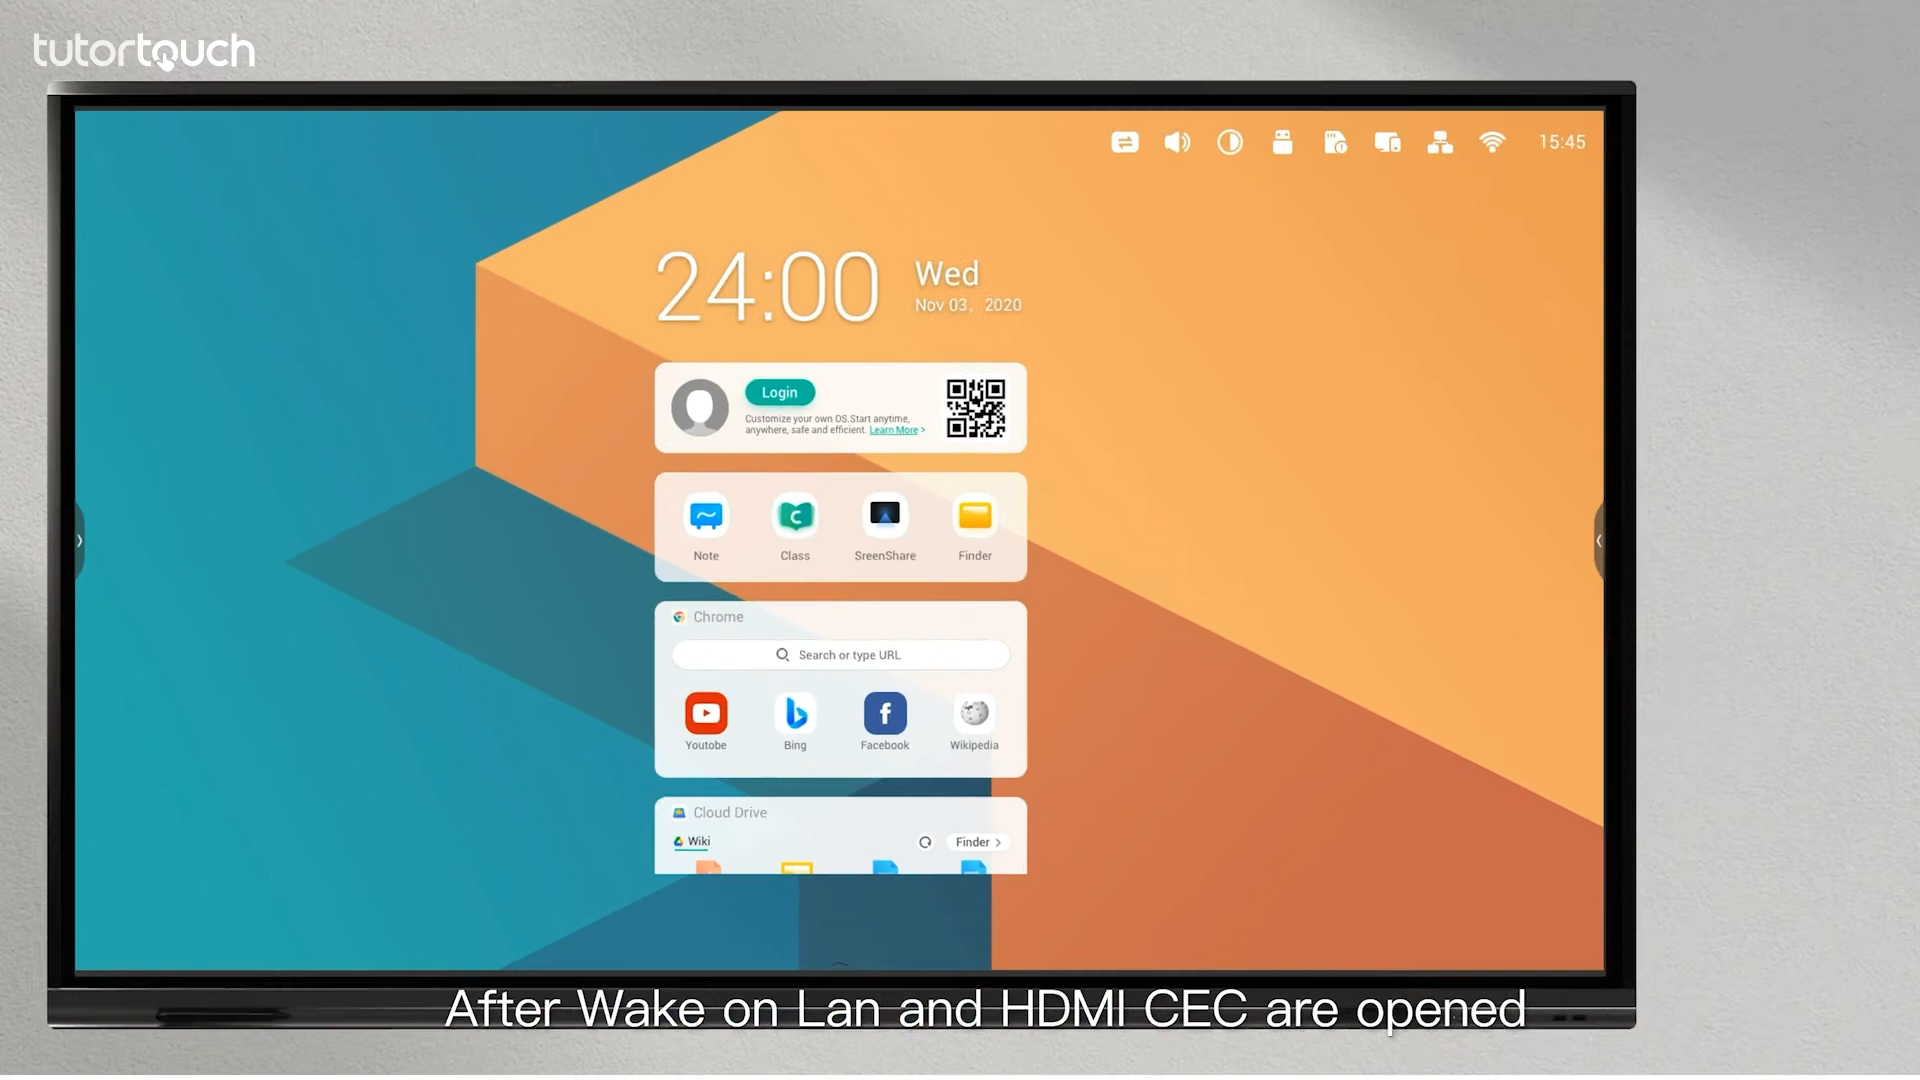 tutortouch
15:45
24:00
Wed
Nov 03, 2020
Login
Customize your own OS.Start anytime,
anywhere, safe and efficient. Learn More >
Note
Class
SreenShare
Finder
Chrome
Search or type URL
Youtobe
Bing
Facebook
Wikipedia
Cloud Drive
Wiki
Finder >
After Wake on Lan and HDMI CEC are opened